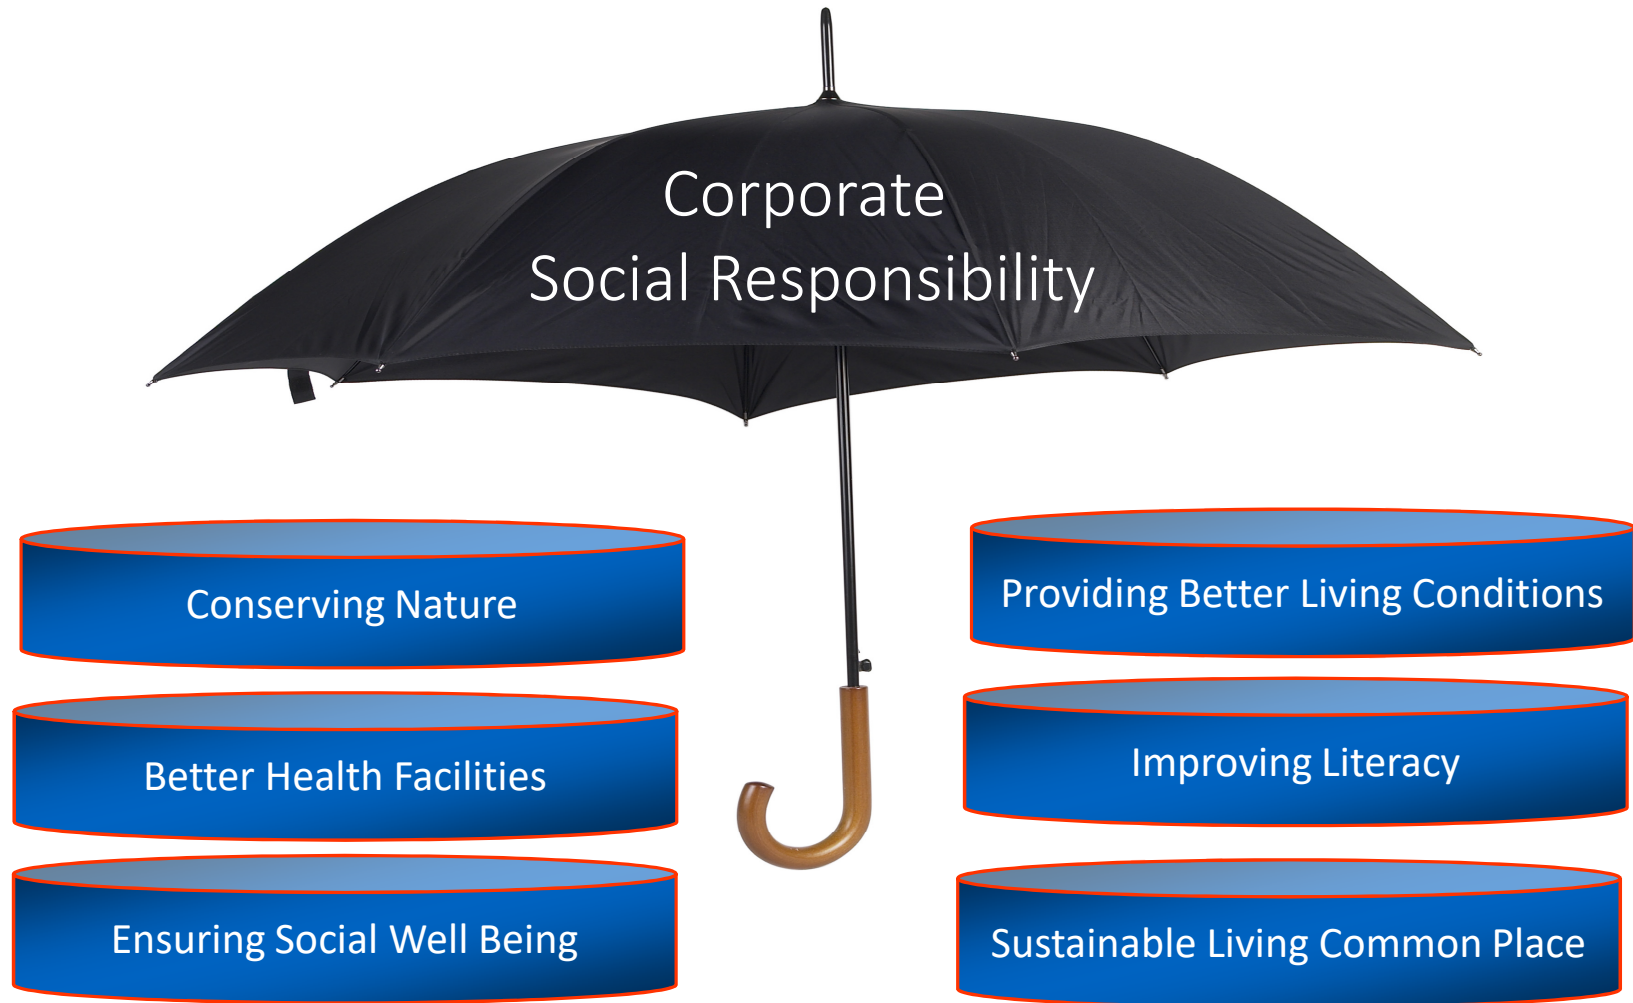 Corporate
Social Responsibility
Conserving Nature
Better Health Facilities
Ensuring Social Well Being
Providing Better Living Conditions
Improving Literacy
Sustainable Living Common Place